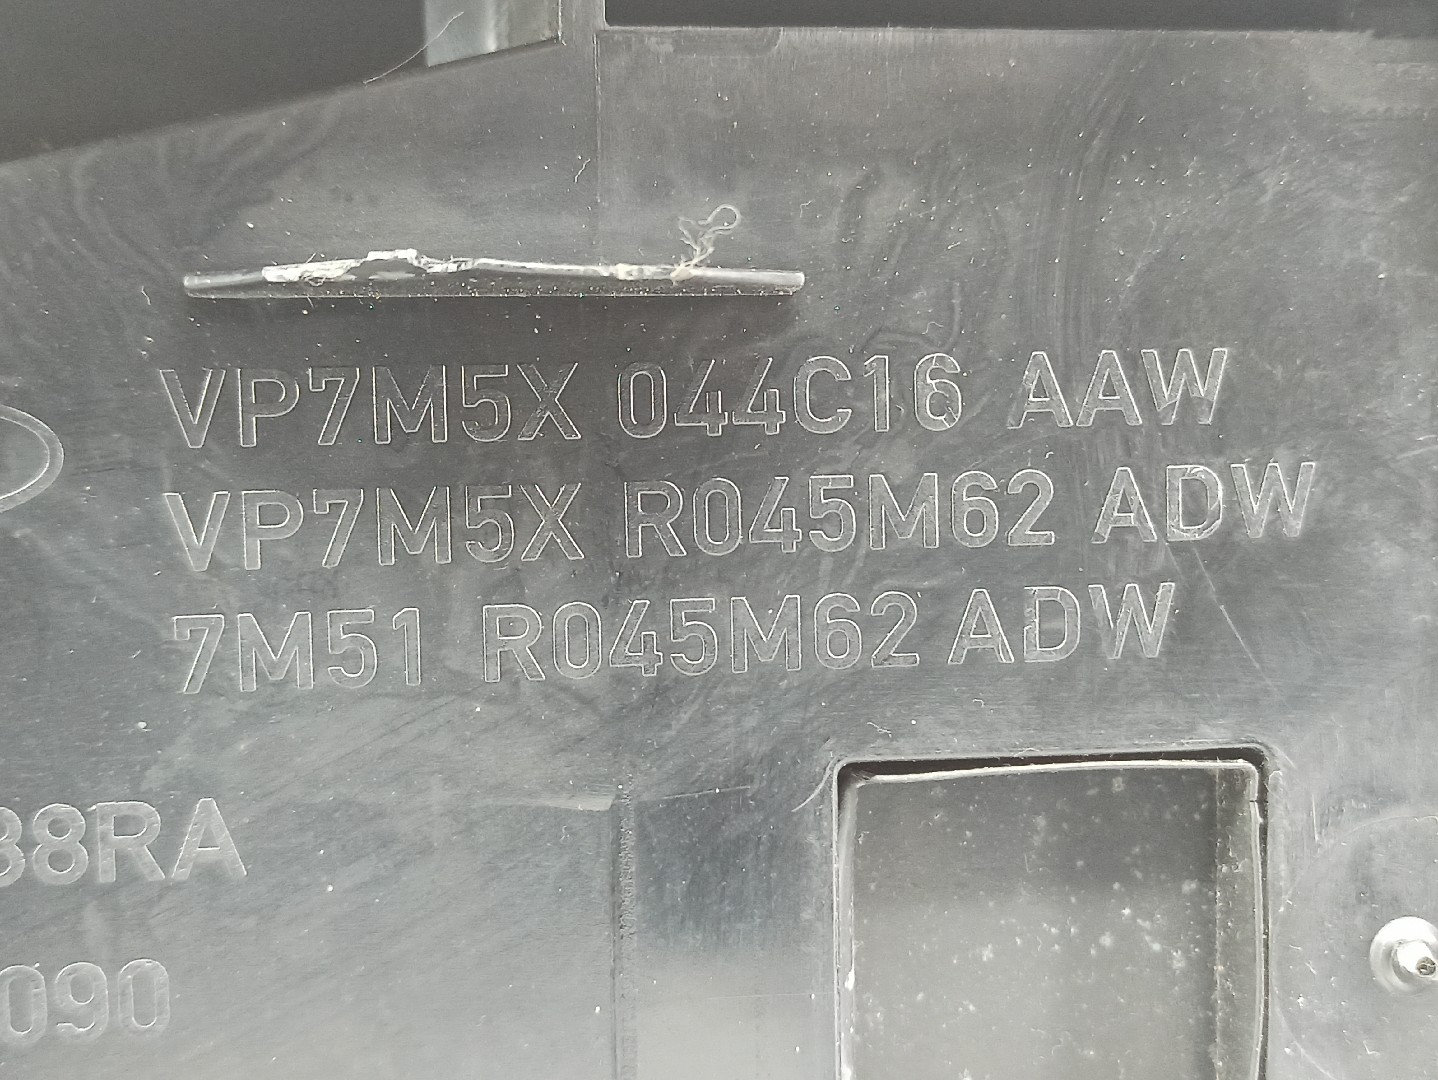 VP7M5X 044C16 AAW
VP7M5X R045M62 ADW
7M51 R045M62 ADW
38RA
090